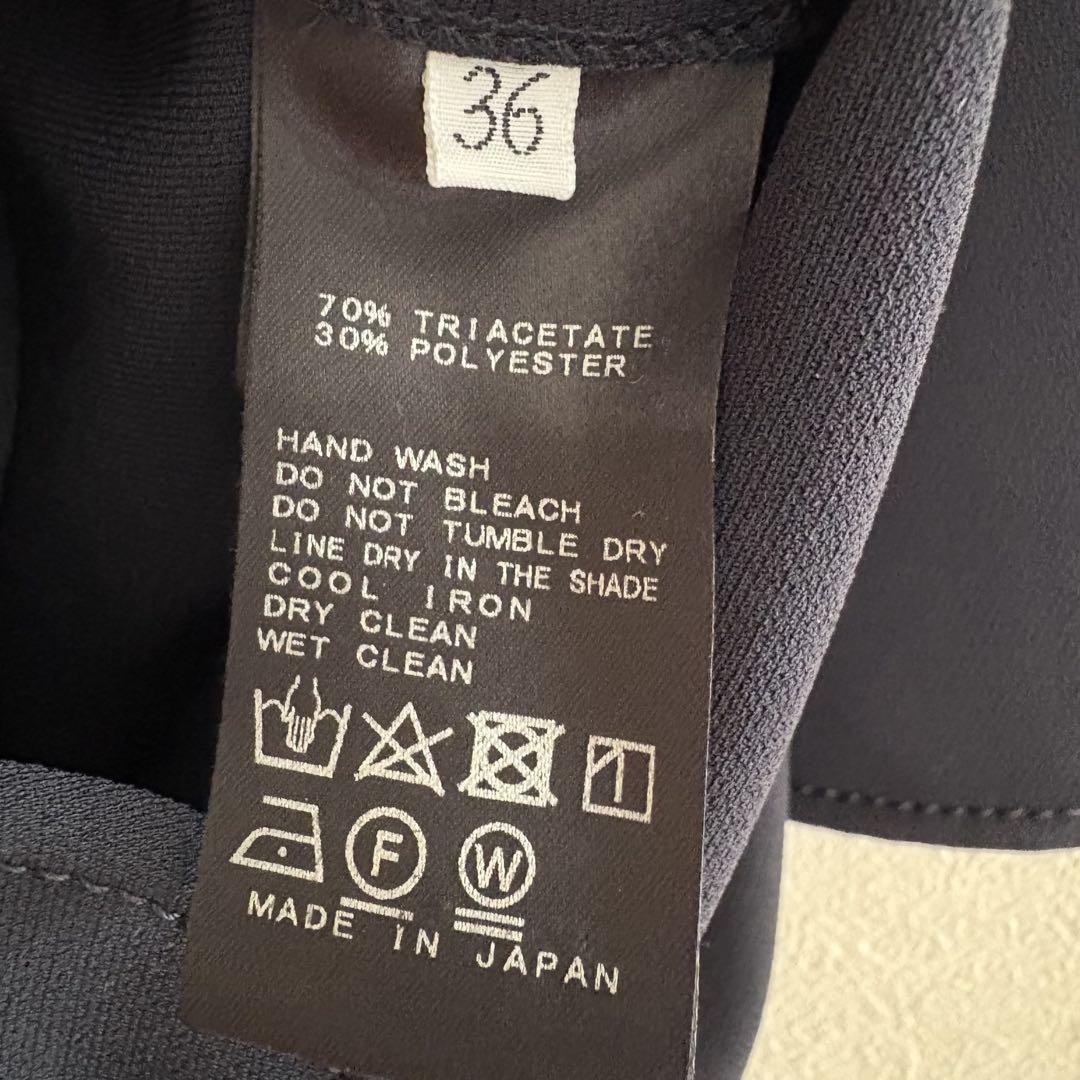 36
70% TRIACETATE
30% POLYESTER
HAND WASH
DO NOT BLEACH
DO NOT TUMBLE DRY
LINE DRY IN THE SHADE
COOL IRON
DRY CLEAN
WET CLEAN
F W
MADE IN JAPAN